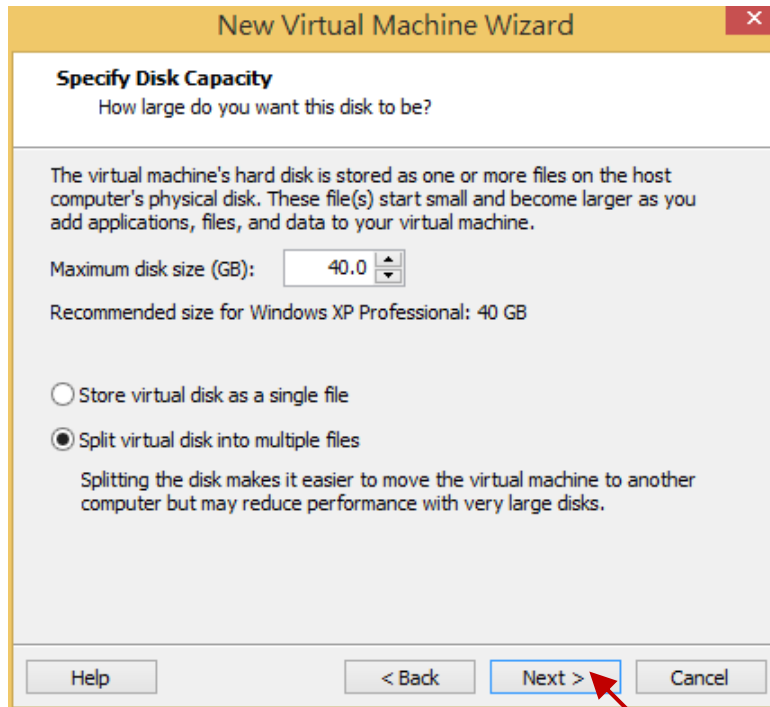 New Virtual Machine Wizard
Specify Disk Capacity
How large do you want this disk to be?
The virtual machine's hard disk is stored as one or more files on the host
computer's physical disk. These file(s) start small and become larger as you
add applications, files, and data to your virtual machine.
Maximum disk size (GB): 40.0
Recommended size for Windows XP Professional: 40 GB
Store virtual disk as a single file
Split virtual disk into multiple files
Splitting the disk makes it easier to move the virtual machine to another
computer but may reduce performance with very large disks.
Help < Back Next > Cancel